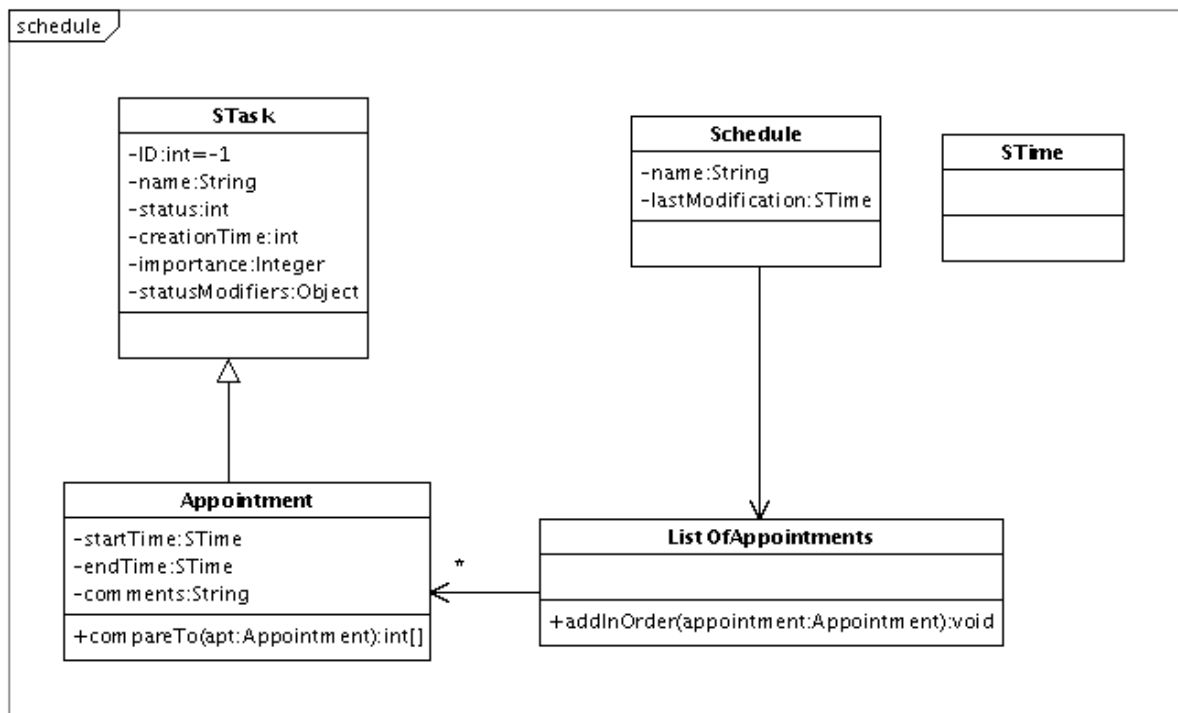 schedule
STask
-ID:int=-1
-name:String
-status:int
-creationTime:int
-importance:Integer
-statusModifiers:Object
Schedule
-name:String
-lastModification:STime
STime
Appointment
-startTime:STime
-endTime:STime
-comments:String
+compareTo(apt:Appointment):int[]
*
ListOfAppointments
+addInOrder(appointment:Appointment):void